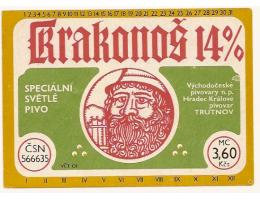 1 2 3 4 5 6 7 8 9 10 11 12 13 14 15 16 17 18 19 20 21 22 23 24 25 26 27 28 29 30 31
Krakonoš 14%
SPECIÁLNÍ
SVĚTLÉ
PIVO
Východočeské
pivovary n. p.
Hradec Králové
pivovar
TRUTNOV
ČSN
566635
MC
3,60
Kčs
I II III IV V VI VII VIII IX X XI XII